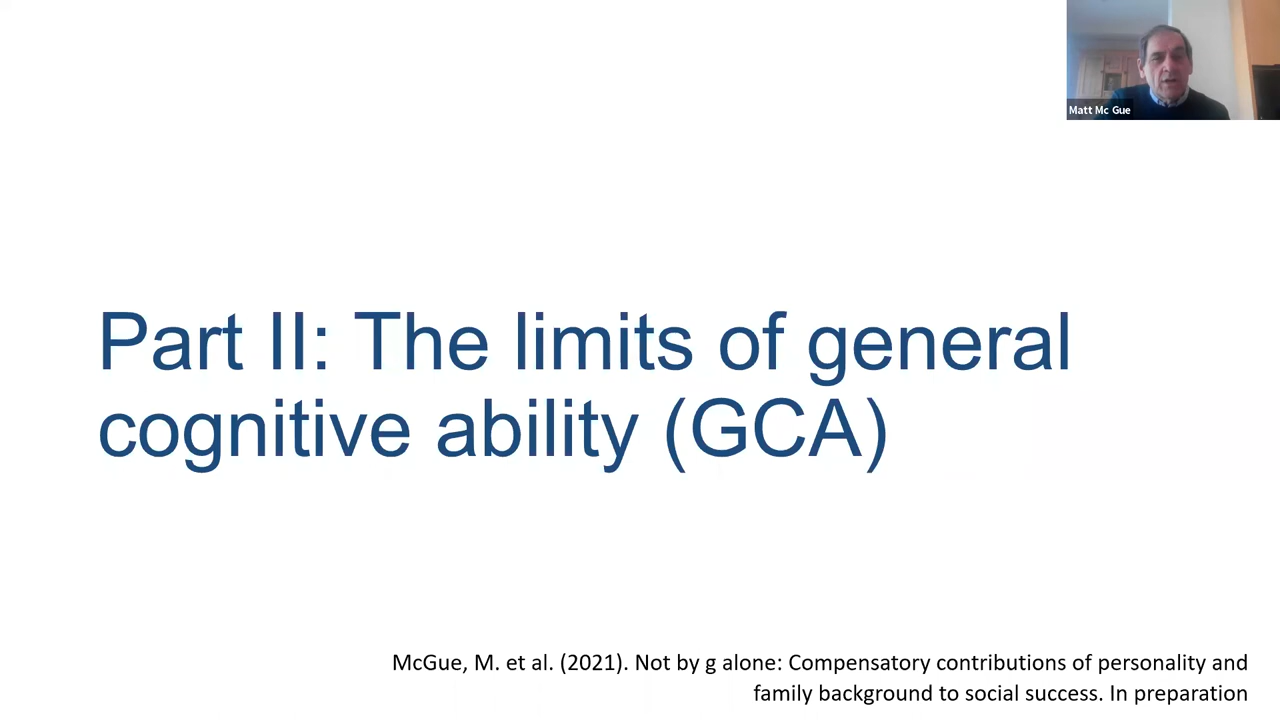 Matt Mc Gue
Part II: The limits of general
cognitive ability (GCA)
McGue, M. et al. (2021). Not by g alone: Compensatory contributions of personality and
family background to social success. In preparation